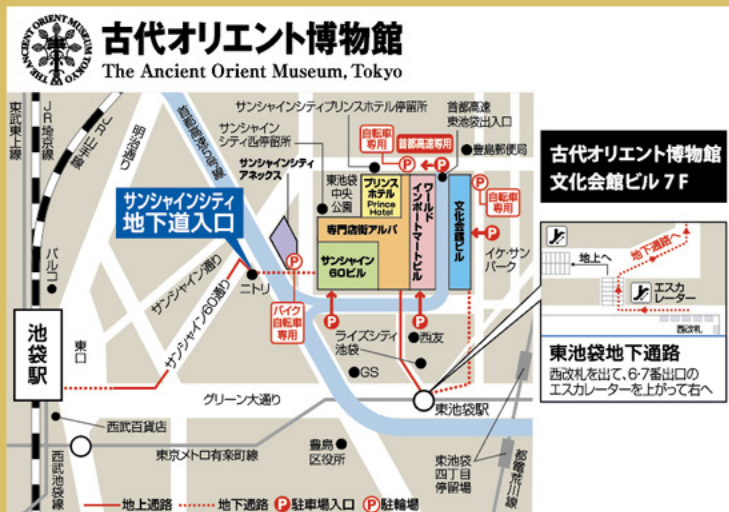 THE ANCIENT ORIENT MUSEUM TOKYO
古代オリエント博物館
The Ancient Orient Museum, Tokyo
東武東上線
JR埼京線
JR山手線
明治通り
首都高速5号線
サンシャインシティプリンスホテル停留所
首都高速
東池袋出入口
サンシャイン
シティ西停留所
自転車
専用
首都高速専用
豊島郵便局
サンシャインシティ
アネックス
東池袋
中央
公園
プリンス
ホテル
Prince
Hotel
ワールド
インポートマートビル
文化会館ビル
自転車
専用
古代オリエント博物館
文化会館ビル 7F
サンシャインシティ
地下道入口
専門店街アルパ
サンシャイン
60ビル
イケ・サン
パーク
パルコ
サンシャイン通り
サンシャイン60通り
ニトリ
バイク
自転車
専用
池袋駅
東口
ライズシティ
池袋
西友
GS
グリーン大通り
東池袋駅
西武百貨店
東京メトロ有楽町線
豊島
区役所
東池袋
四丁目
停留場
都電荒川線
西武池袋線
地上へ
地下通路へ
エスカ
レーター
西改札
東池袋地下通路
西改札を出て、6・7番出口の
エスカレーターを上がって右へ
地上通路 地下通路 P駐車場入口 P駐輪場